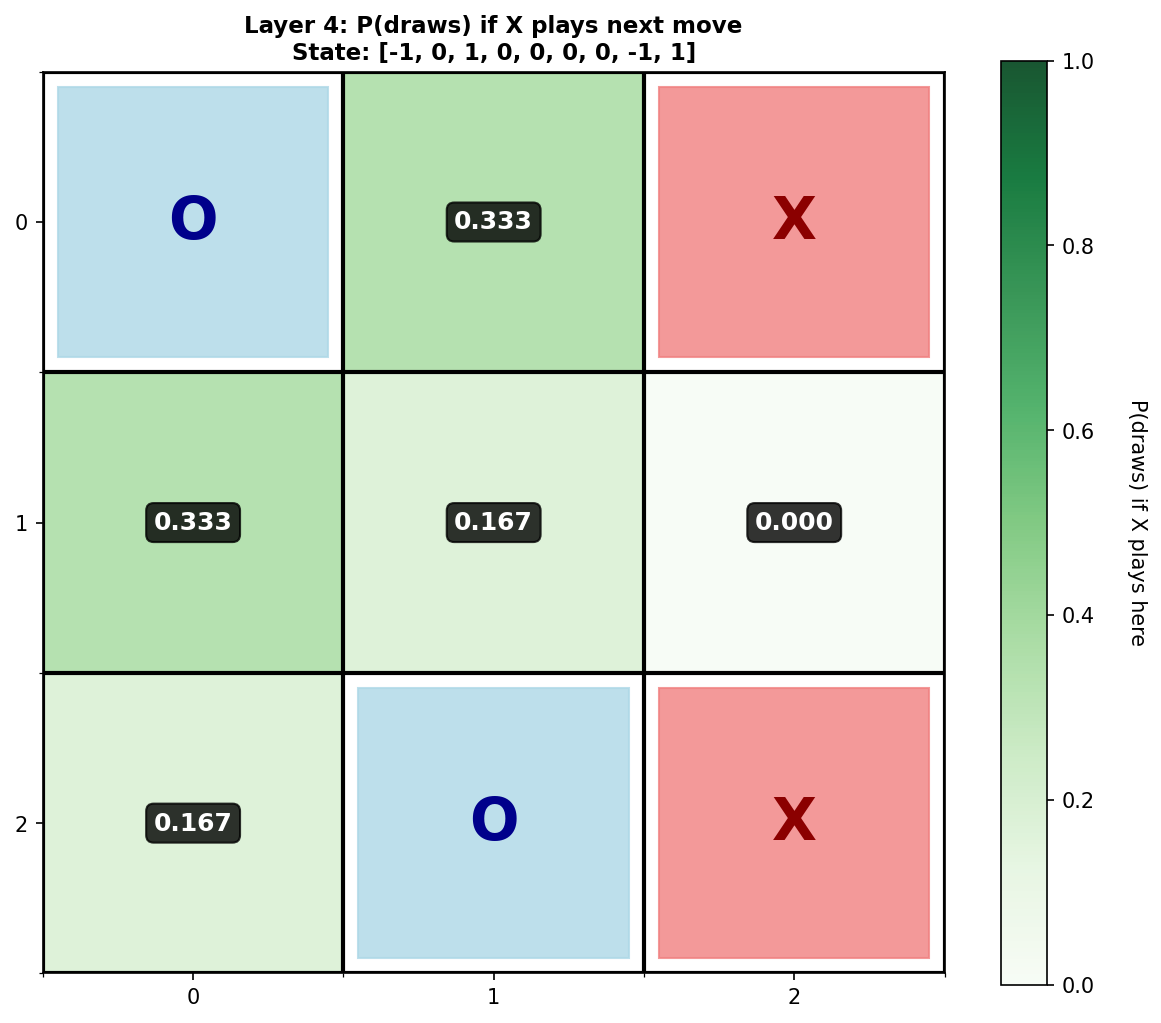 Layer 4: P(draws) if X plays next move
State: [-1, 0, 1, 0, 0, 0, 0, -1, 1]
O
0.333
X
0.333
0.167
0.000
0.167
O
X
0
1
2
0
1
2
1.0
0.8
0.6
0.4
0.2
0.0
P(draws) if X plays here